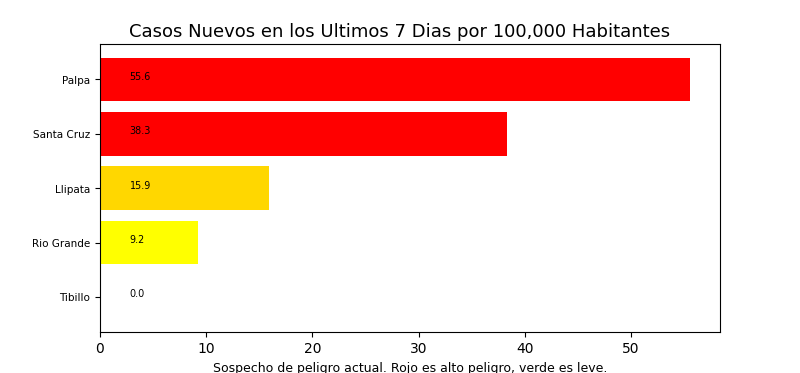 Casos Nuevos en los Ultimos 7 Dias por 100,000 Habitantes
Palpa 55.6
Santa Cruz 38.3
Llipata 15.9
Rio Grande 9.2
Tibillo 0.0
0 10 20 30 40 50
Sospecho de peligro actual. Rojo es alto peligro, verde es leve.